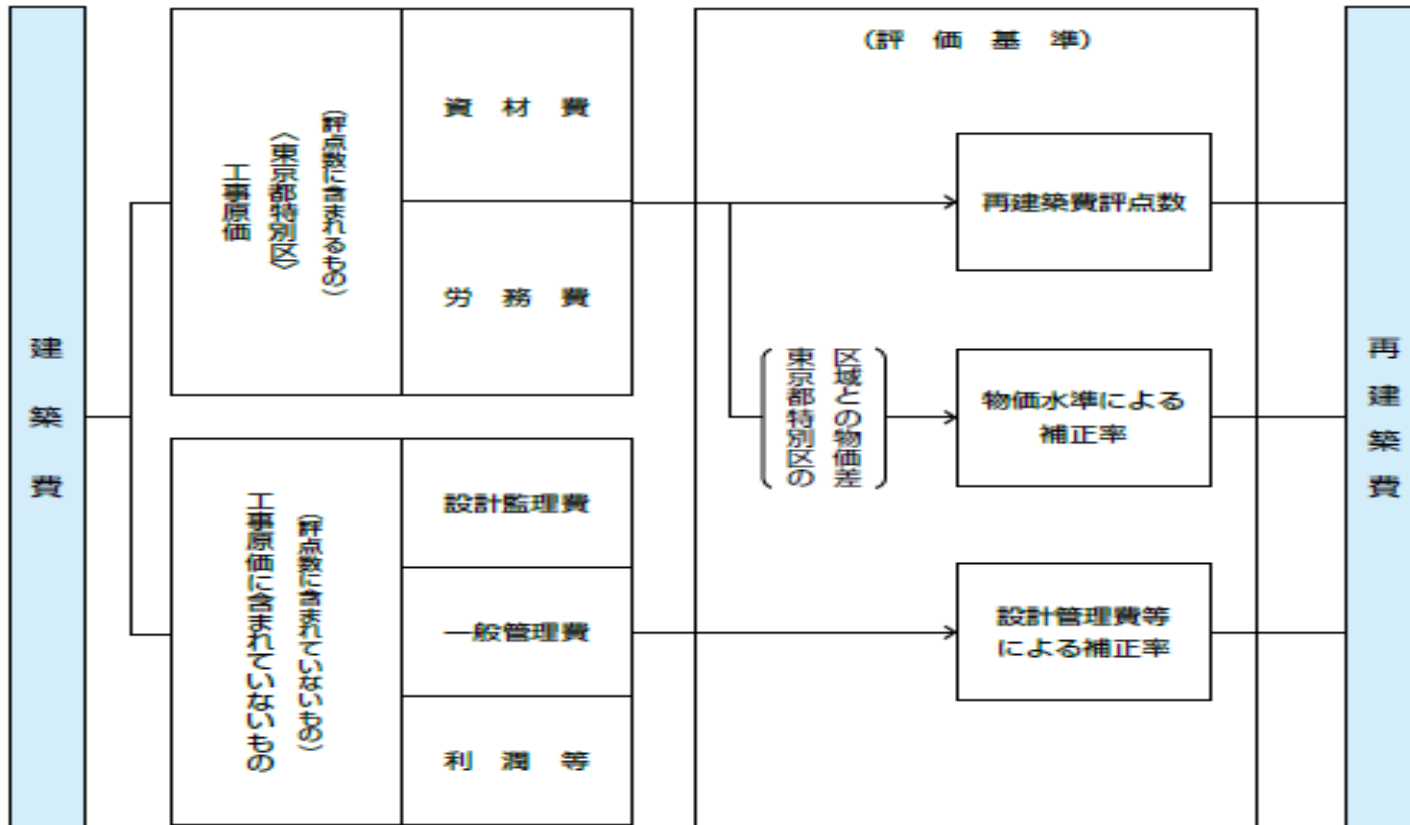 建築費
工事原価
〈東京都特別区〉
(評点数に含まれるもの)
資材費
労務費
工事原価に含まれていないもの
(評点数に含まれていないもの)
設計監理費
一般管理費
利潤等
(評価基準)
再建築費評点数
東京都特別区の
区域との物価差
物価水準による
補正率
設計管理費等
による補正率
再建築費